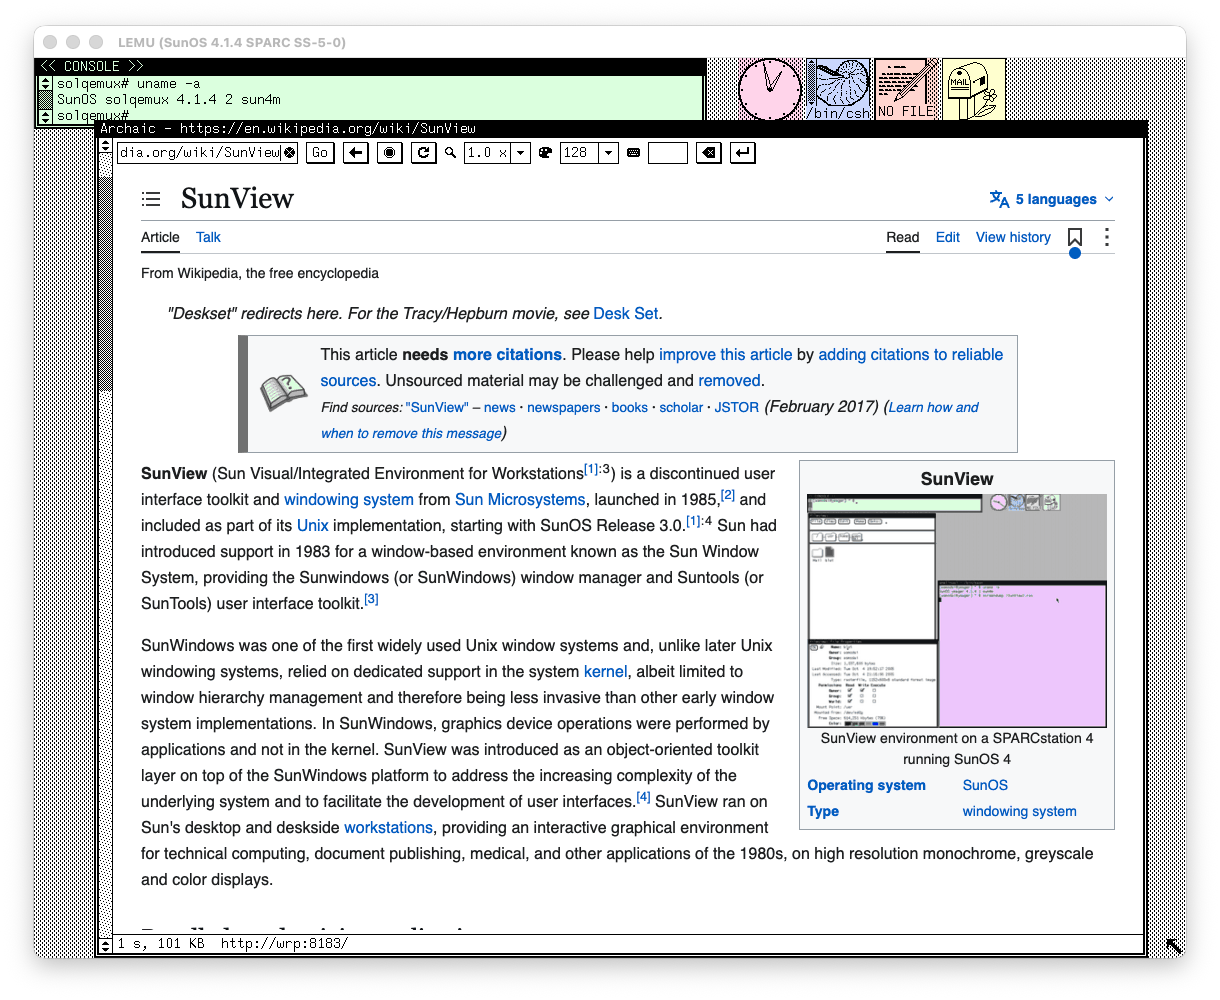 LEMU (SunOS 4.1.4 SPARC SS-5-0)
<< CONSOLE >>
solqemux# uname -a
SunOS solqemux 4.1.4 2 sun4m
solqemux#
/bin/csh
NO FILE
MAIL
Archaic - https://en.wikipedia.org/wiki/SunView
dia.org/wiki/SunView Go 1.0 x 128
SunView
5 languages
Article Talk Read Edit View history
From Wikipedia, the free encyclopedia
"Deskset" redirects here. For the Tracy/Hepburn movie, see Desk Set.
This article needs more citations. Please help improve this article by adding citations to reliable
sources. Unsourced material may be challenged and removed.
Find sources: "SunView" – news · newspapers · books · scholar · JSTOR (February 2017) (Learn how and
when to remove this message)
SunView (Sun Visual/Integrated Environment for Workstations[1]:3) is a discontinued user
interface toolkit and windowing system from Sun Microsystems, launched in 1985,[2] and
included as part of its Unix implementation, starting with SunOS Release 3.0.[1]:4 Sun had
introduced support in 1983 for a window-based environment known as the Sun Window
System, providing the Sunwindows (or SunWindows) window manager and Suntools (or
SunTools) user interface toolkit.[3]
SunWindows was one of the first widely used Unix window systems and, unlike later Unix
windowing systems, relied on dedicated support in the system kernel, albeit limited to
window hierarchy management and therefore being less invasive than other early window
system implementations. In SunWindows, graphics device operations were performed by
applications and not in the kernel. SunView was introduced as an object-oriented toolkit
layer on top of the SunWindows platform to address the increasing complexity of the
underlying system and to facilitate the development of user interfaces.[4] SunView ran on
Sun's desktop and deskside workstations, providing an interactive graphical environment
for technical computing, document publishing, medical, and other applications of the 1980s, on high resolution monochrome, greyscale
and color displays.
SunView
SunView environment on a SPARCstation 4
running SunOS 4
Operating system SunOS
Type windowing system
1 s, 101 KB http://wrp:8183/